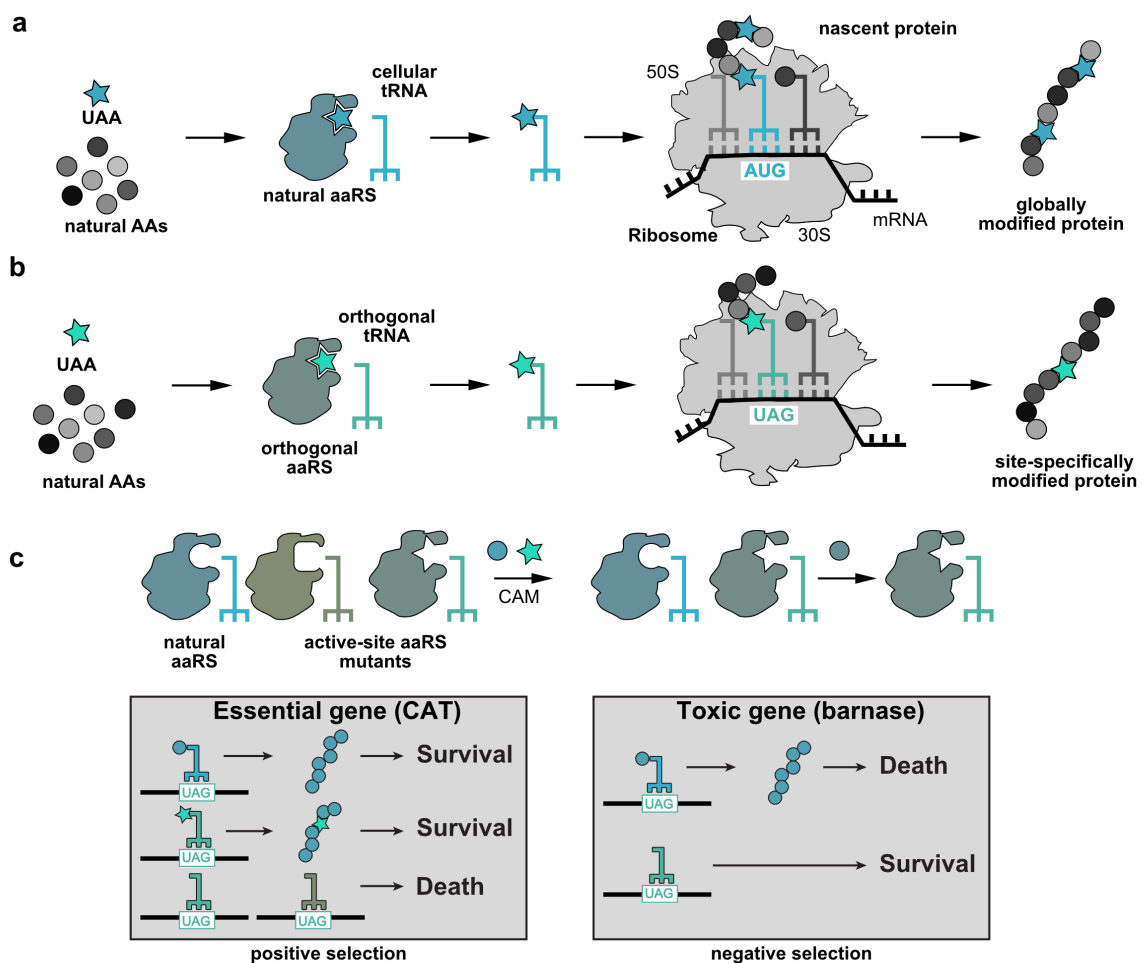 a
UAA
natural AAs
cellular
tRNA
natural aaRS
50S
nascent protein
AUG
mRNA
Ribosome
30S
globally
modified protein
b
UAA
natural AAs
orthogonal
tRNA
orthogonal
aaRS
UAG
site-specifically
modified protein
c
natural
aaRS
active-site aaRS
mutants
CAM
Essential gene (CAT)
UAG
Survival
UAG
Survival
UAG
UAG
Death
positive selection
Toxic gene (barnase)
UAG
Death
UAG
Survival
negative selection